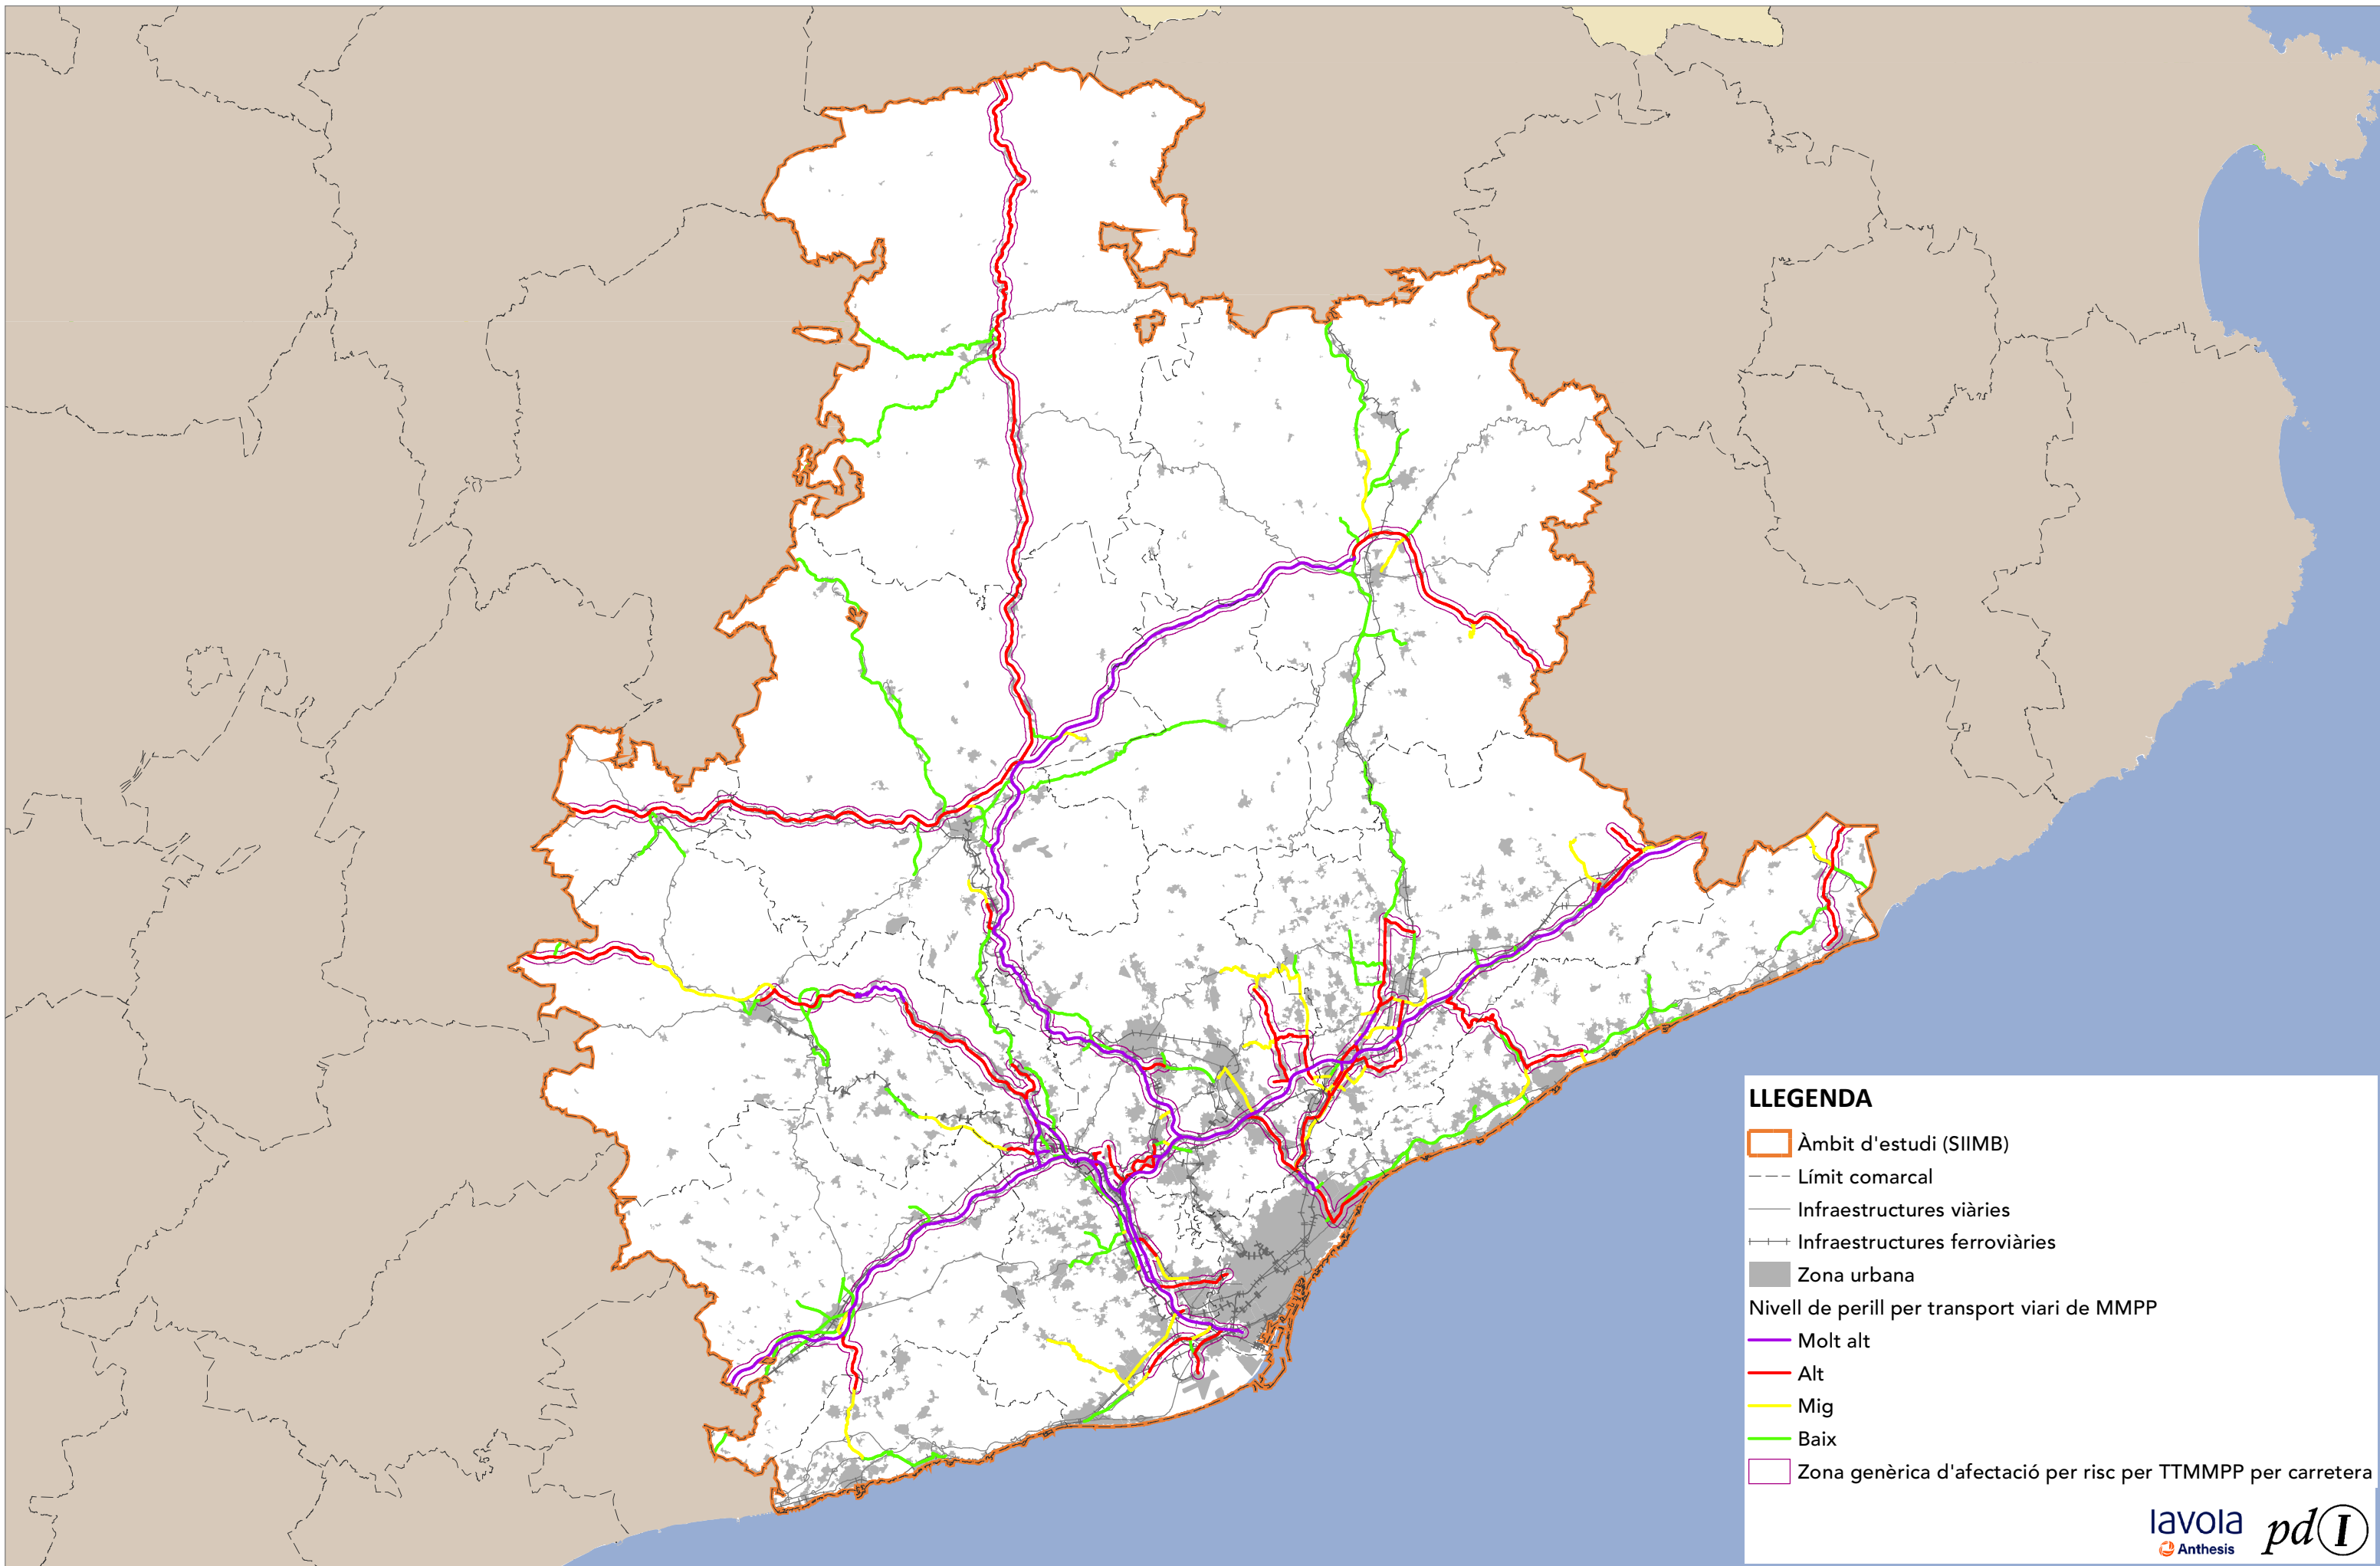 LLEGENDA
Àmbit d'estudi (SIIMB)
Límit comarcal
Infraestructures viàries
Infraestructures ferroviàries
Zona urbana
Nivell de perill per transport viari de MMPP
Molt alt
Alt
Mig
Baix
Zona genèrica d'afectació per risc per TTMMPP per carretera
lavola
Anthesis
pdI